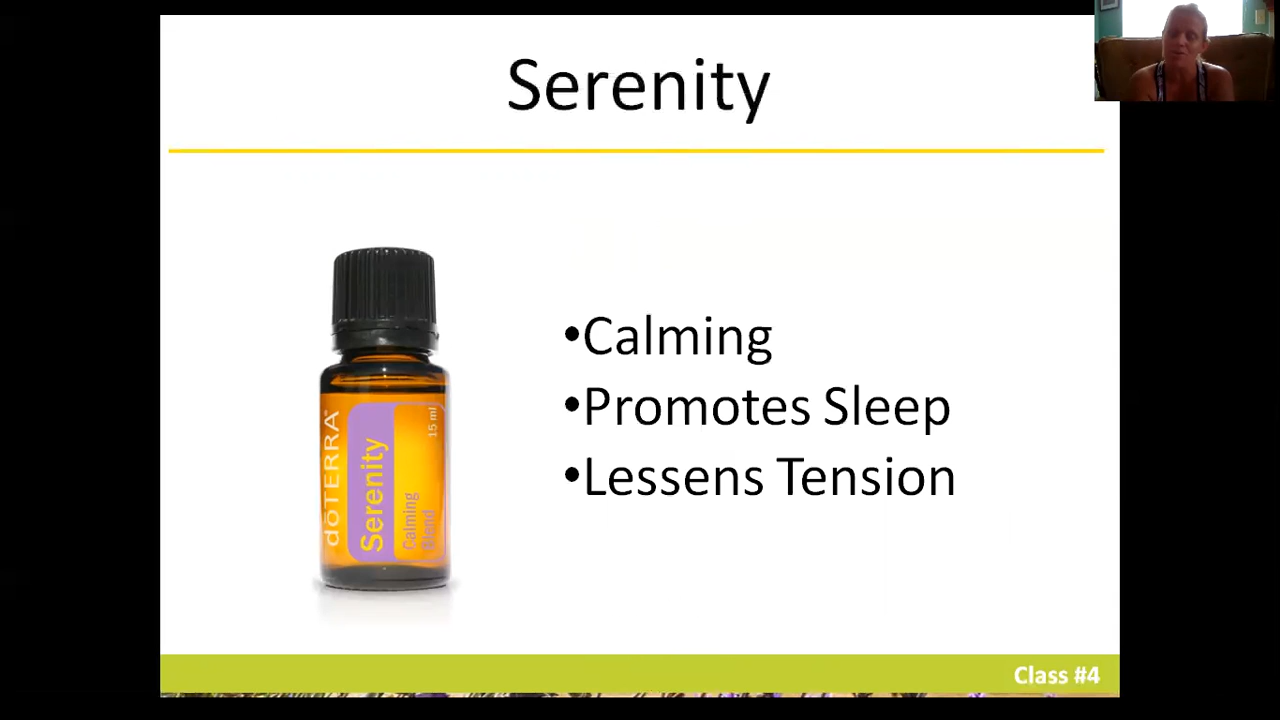 Serenity
•Calming
•Promotes Sleep
•Lessens Tension
dōTERRA
Serenity
Calming
Blend
15 ml
Class #4